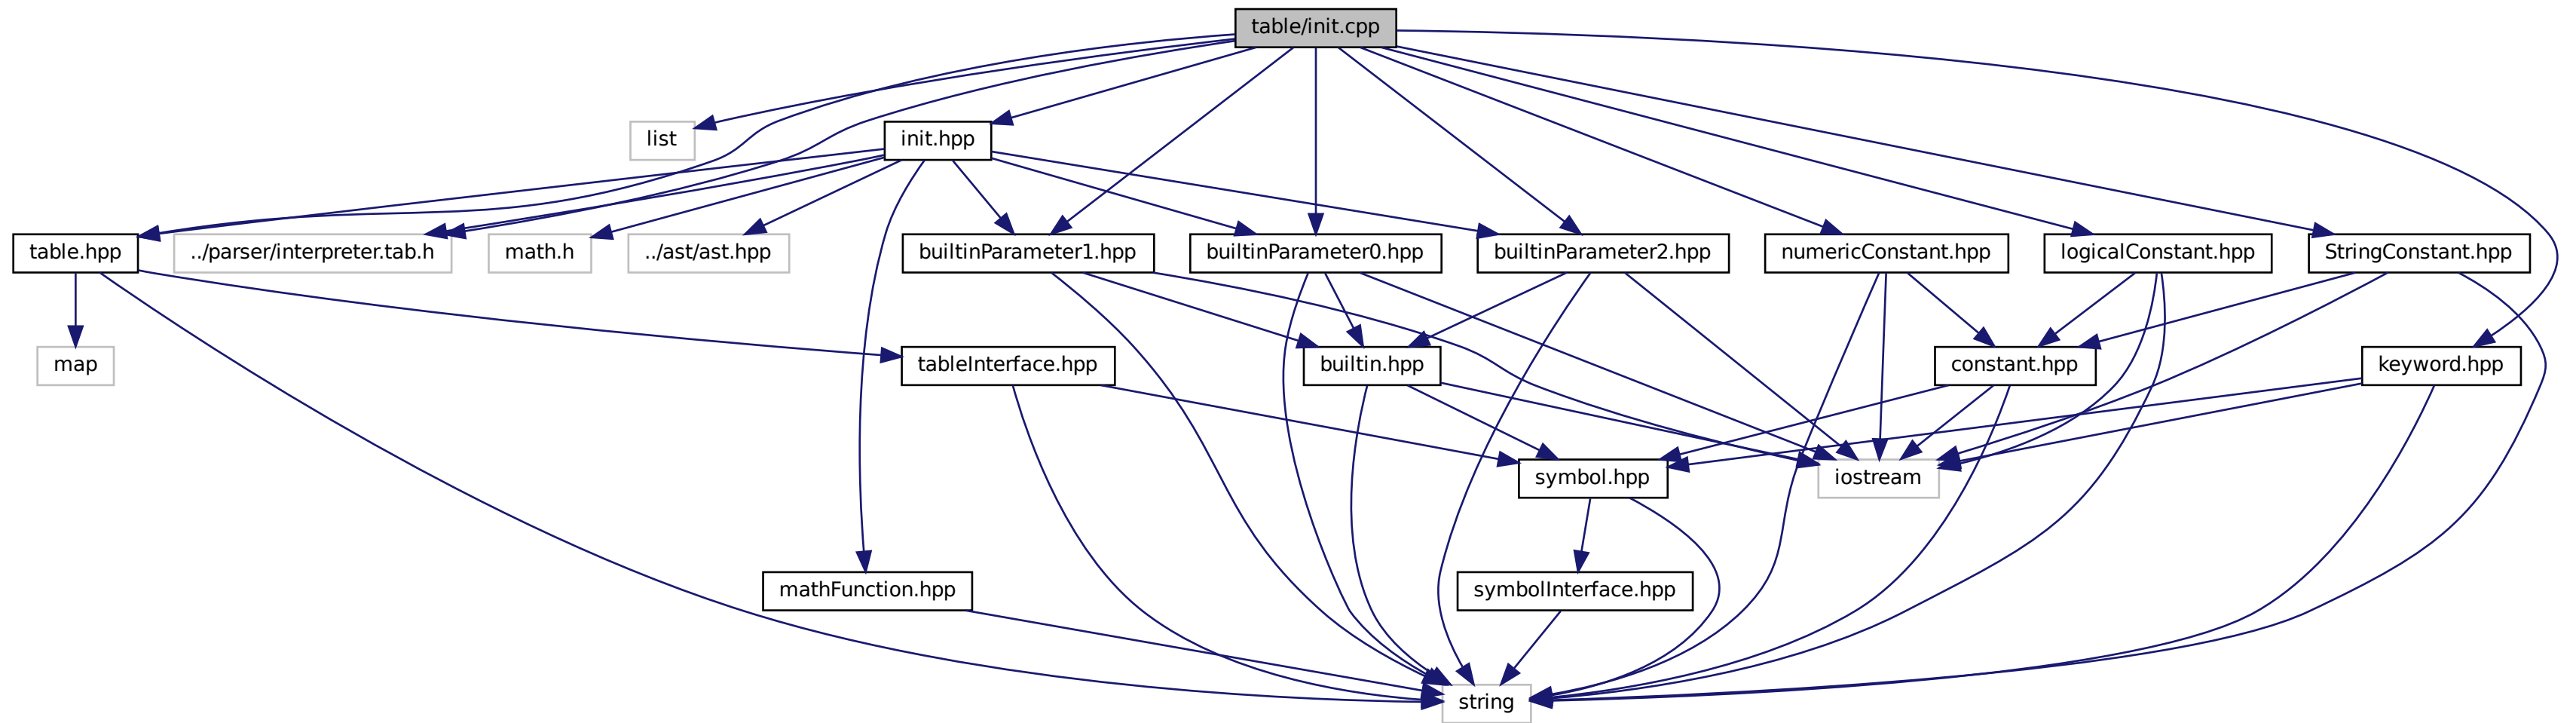 table/init.cpp
list
init.hpp
table.hpp
../parser/interpreter.tab.h
math.h
../ast/ast.hpp
builtinParameter1.hpp
builtinParameter0.hpp
builtinParameter2.hpp
numericConstant.hpp
logicalConstant.hpp
StringConstant.hpp
map
tableInterface.hpp
builtin.hpp
constant.hpp
keyword.hpp
symbol.hpp
iostream
mathFunction.hpp
symbolInterface.hpp
string